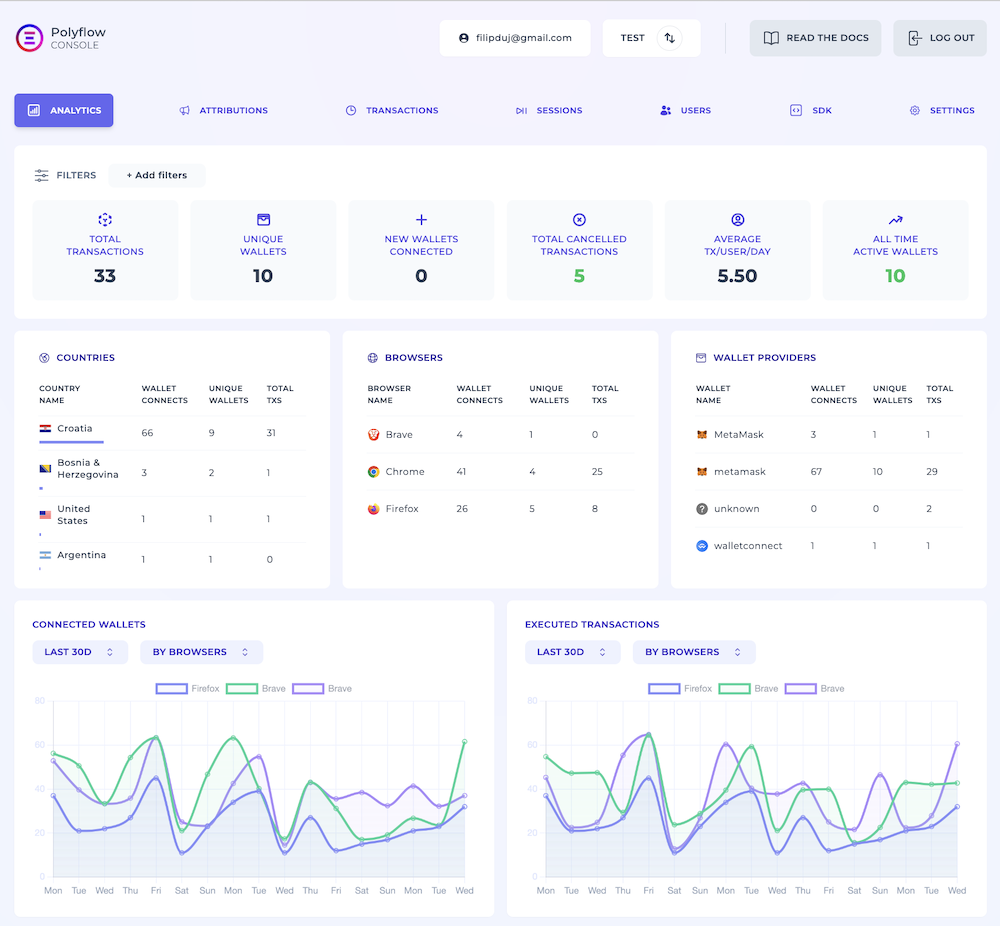 Polyflow
CONSOLE
filipduj@gmail.com
TEST
READ THE DOCS
LOG OUT
ANALYTICS
ATTRIBUTIONS
TRANSACTIONS
SESSIONS
USERS
SDK
SETTINGS
FILTERS
+ Add filters
TOTAL
TRANSACTIONS
33
UNIQUE
WALLETS
10
NEW WALLETS
CONNECTED
0
TOTAL CANCELLED
TRANSACTIONS
5
AVERAGE
TX/USER/DAY
5.50
ALL TIME
ACTIVE WALLETS
10
COUNTRIES
COUNTRY NAME WALLET CONNECTS UNIQUE WALLETS TOTAL TXS
Croatia 66 9 31
Bosnia & Herzegovina 3 2 1
United States 1 1 1
Argentina 1 1 0
BROWSERS
BROWSER NAME WALLET CONNECTS UNIQUE WALLETS TOTAL TXS
Brave 4 1 0
Chrome 41 4 25
Firefox 26 5 8
WALLET PROVIDERS
WALLET NAME WALLET CONNECTS UNIQUE WALLETS TOTAL TXS
MetaMask 3 1 1
metamask 67 10 29
unknown 0 0 2
walletconnect 1 1 1
CONNECTED WALLETS
LAST 30D
BY BROWSERS
Firefox Brave Brave
80
60
40
20
0
Mon Tue Wed Thu Fri Sat Sun Mon Tue Wed Thu Fri Sat Sun Mon Tue Wed
EXECUTED TRANSACTIONS
LAST 30D
BY BROWSERS
Firefox Brave Brave
80
60
40
20
0
Mon Tue Wed Thu Fri Sat Sun Mon Tue Wed Thu Fri Sat Sun Mon Tue Wed